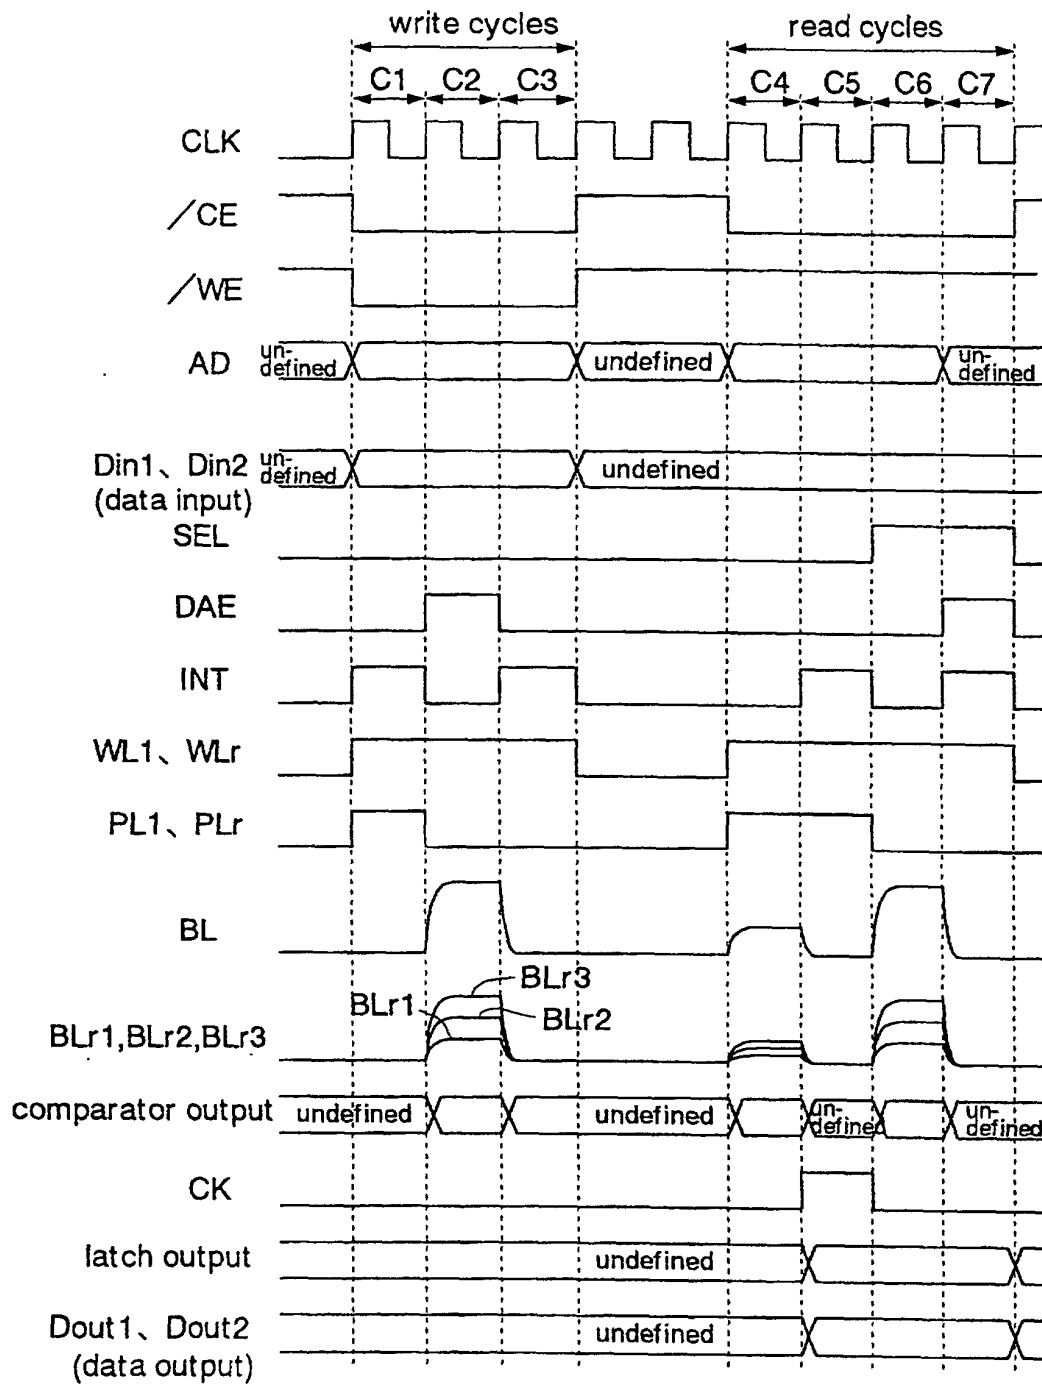 write cycles
read cycles
C1 C2 C3 C4 C5 C6 C7
CLK
／CE
／WE
AD
un-
defined
undefined
un-
defined
Din1、Din2
(data input)
un-
defined
undefined
SEL
DAE
INT
WL1、WLr
PL1、PLr
BL
BLr3
BLr1
BLr2
BLr1,BLr2,BLr3
comparator output
undefined
undefined
un-
defined
un-
defined
CK
latch output
undefined
Dout1、Dout2
(data output)
undefined